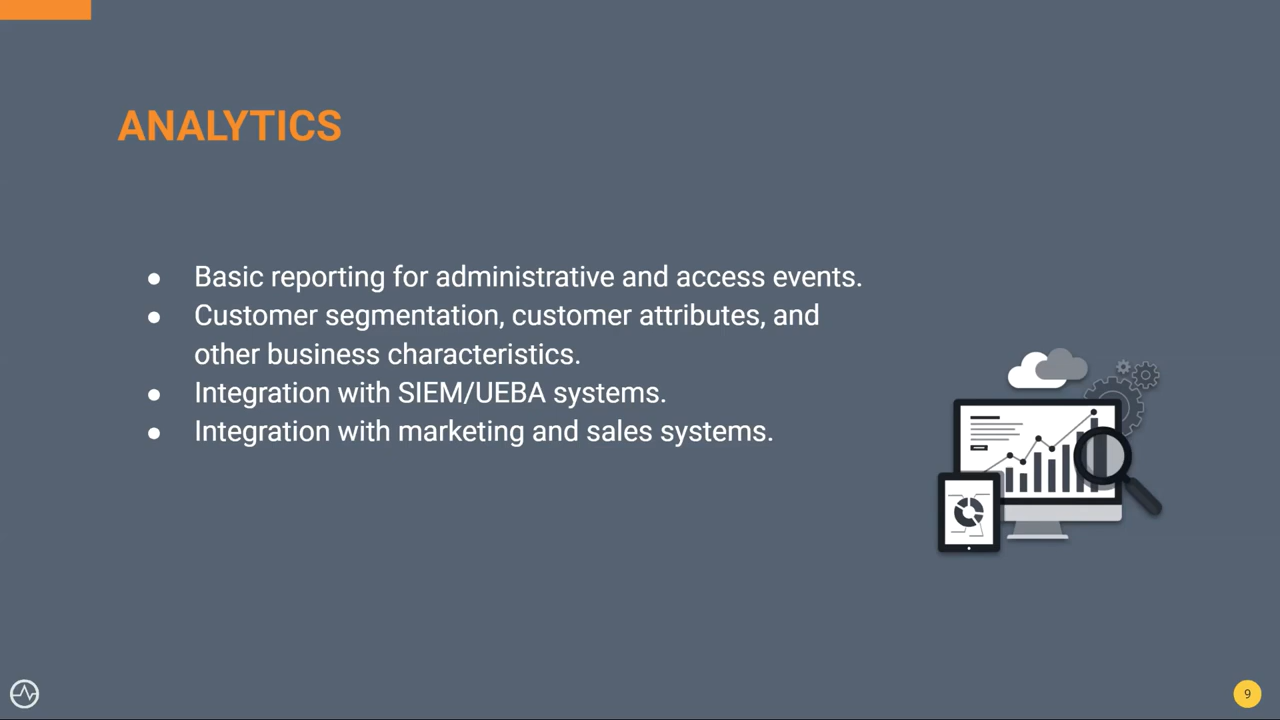 ANALYTICS
● Basic reporting for administrative and access events.
● Customer segmentation, customer attributes, and
other business characteristics.
● Integration with SIEM/UEBA systems.
● Integration with marketing and sales systems.
9